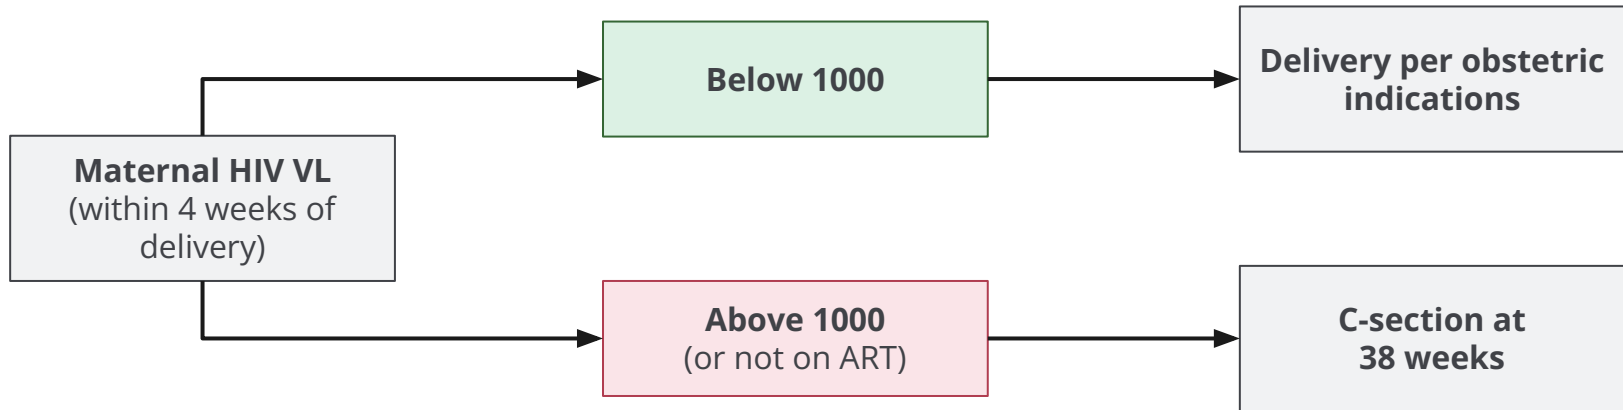 Maternal HIV VL
(within 4 weeks of
delivery)
Below 1000
Delivery per obstetric
indications
Above 1000
(or not on ART)
C-section at
38 weeks